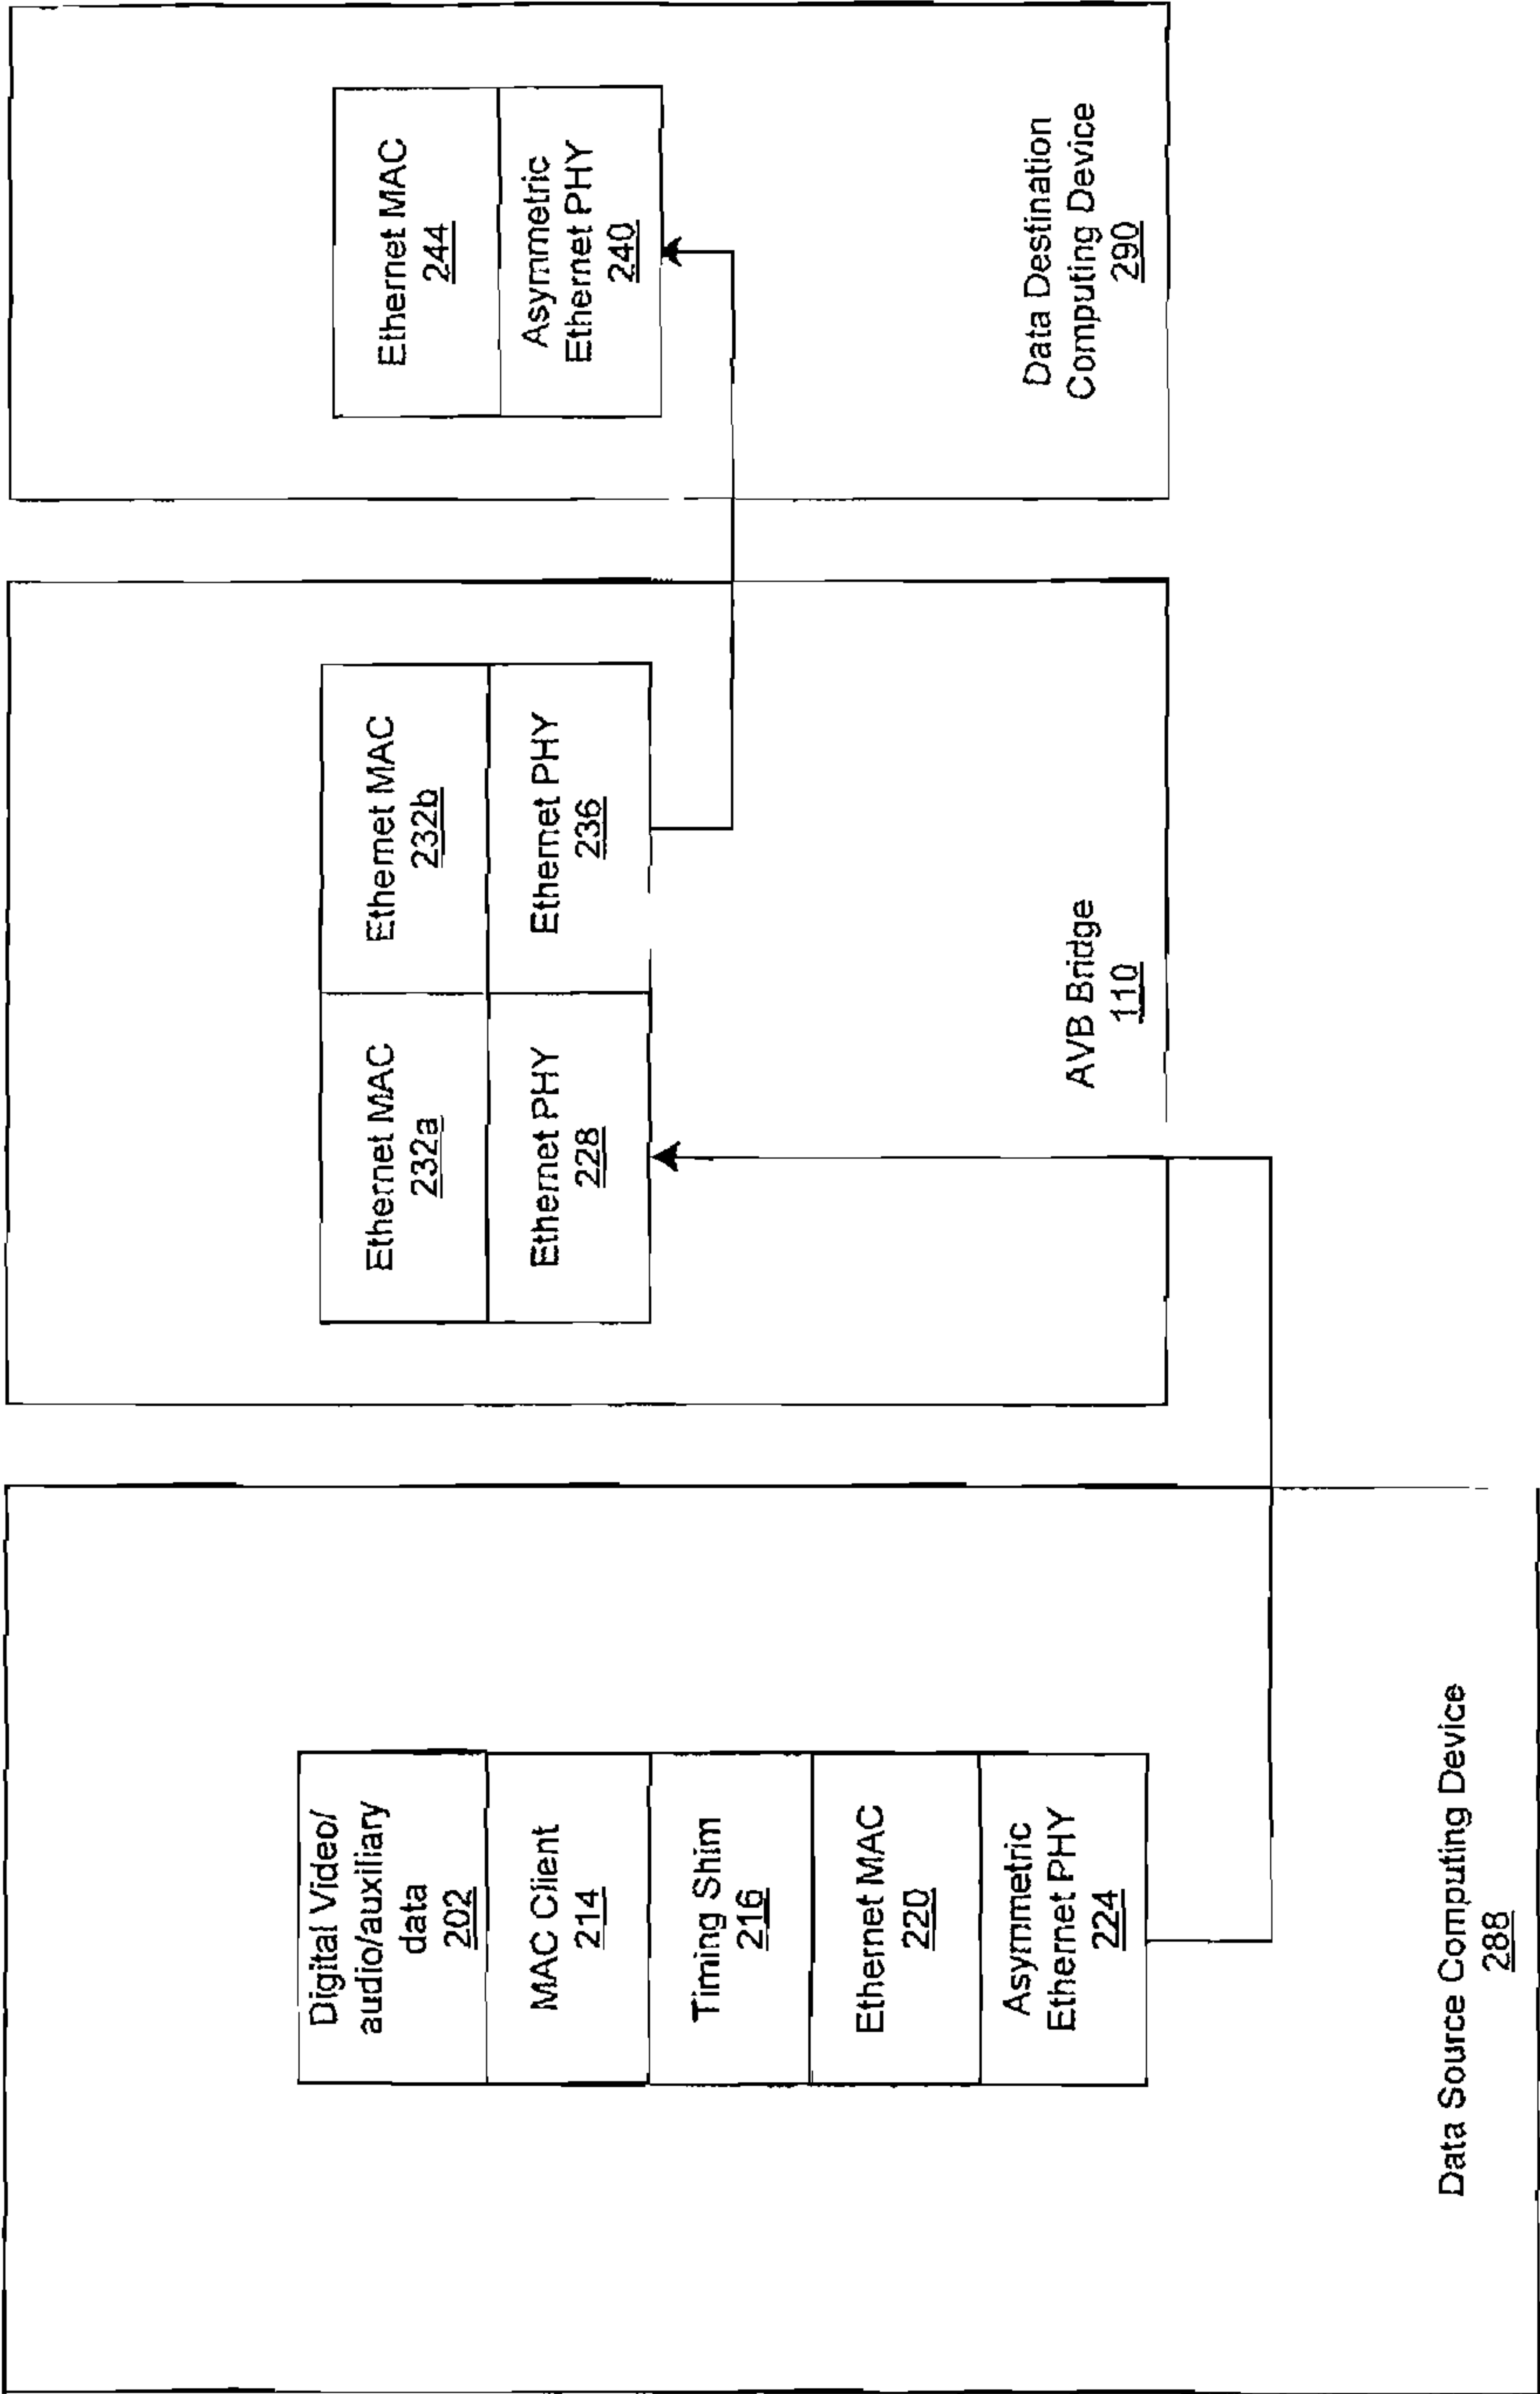 Digital Video/
audio/auxiliary
data
202
MAC Client
214
Timing Shim
216
Ethernet MAC
220
Asymmetric
Ethernet PHY
224
Data Source Computing Device
288
Ethernet MAC
232a
Ethernet MAC
232b
Ethernet PHY
228
Ethernet PHY
236
AVB Bridge
110
Ethernet MAC
244
Asymmetric
Ethernet PHY
240
Data Destination
Computing Device
290